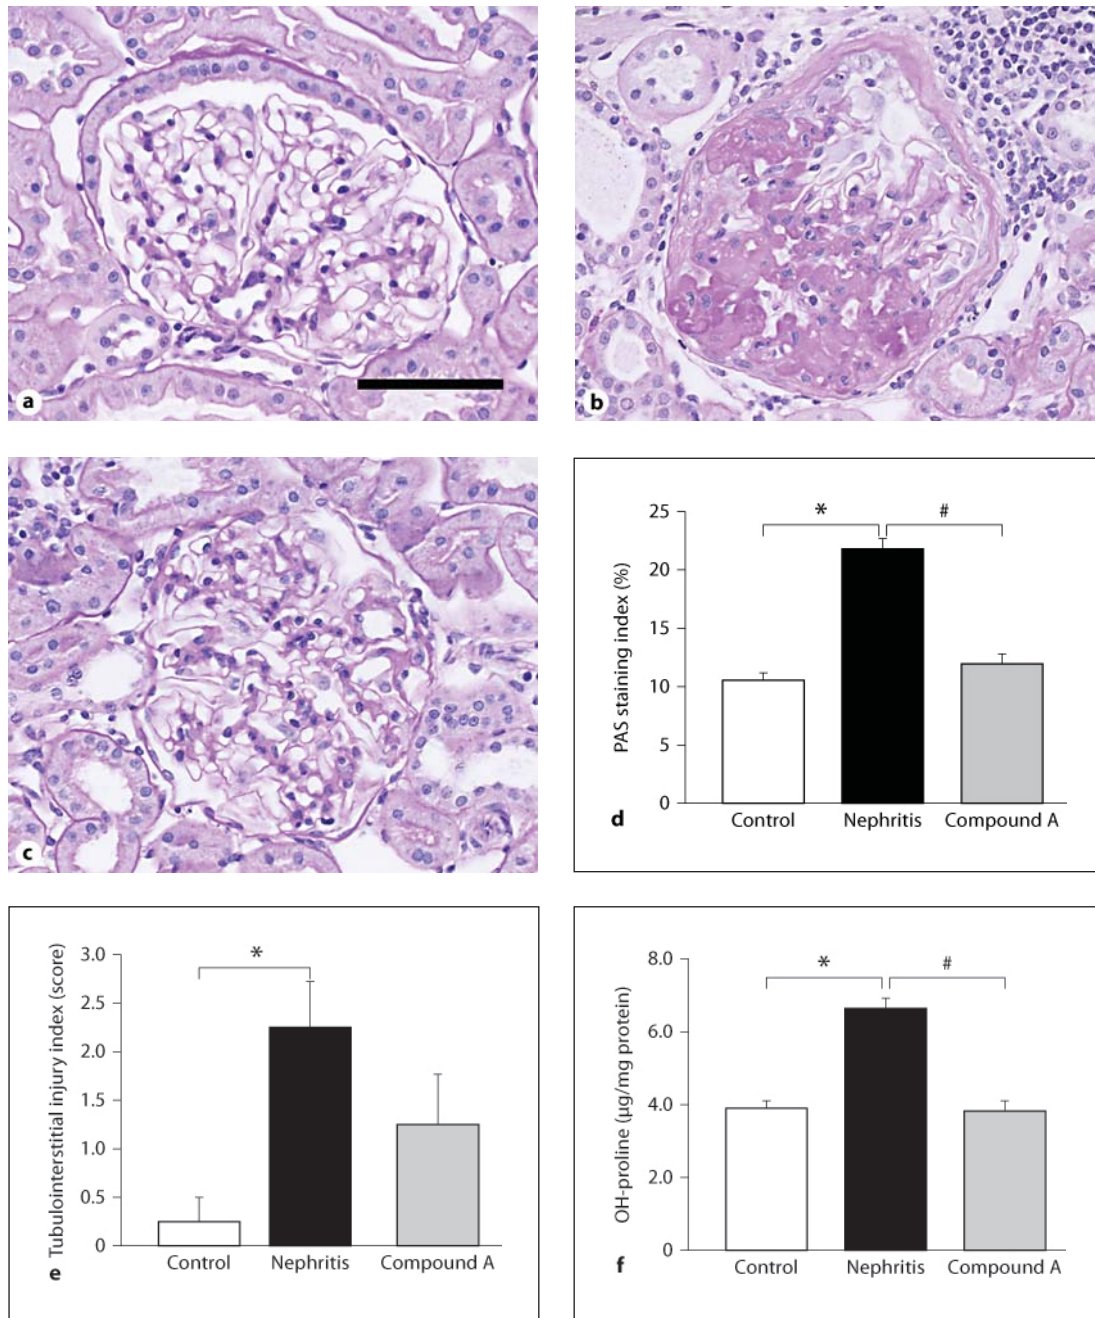 a
b
c
PAS staining index (%)
25
20
15
10
5
0
*
#
Control
Nephritis
Compound A
d
Tubulointerstitial injury index (score)
3.0
2.5
2.0
1.5
1.0
0.5
0
*
Control
Nephritis
Compound A
e
OH-proline (µg/mg protein)
8.0
6.0
4.0
2.0
0
*
#
Control
Nephritis
Compound A
f